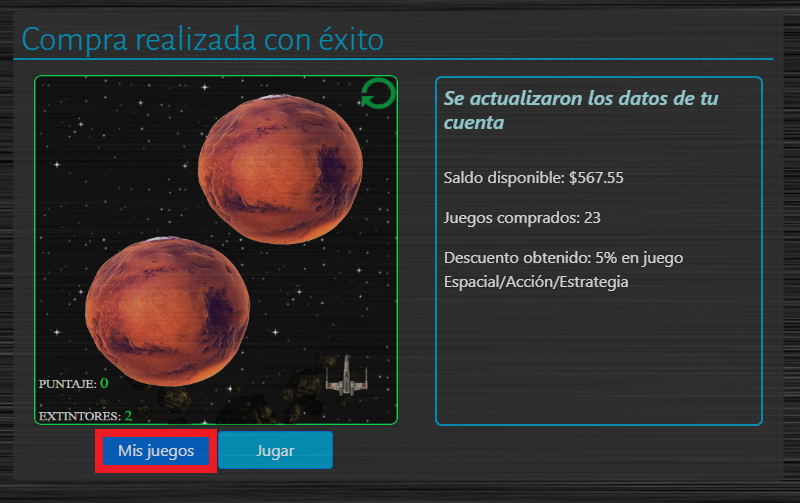 Compra realizada con éxito
PUNTAJE: 0
EXTINTORES: 2
Mis juegos
Jugar
Se actualizaron los datos de tu
cuenta
Saldo disponible: $567.55
Juegos comprados: 23
Descuento obtenido: 5% en juego
Espacial/Acción/Estrategia